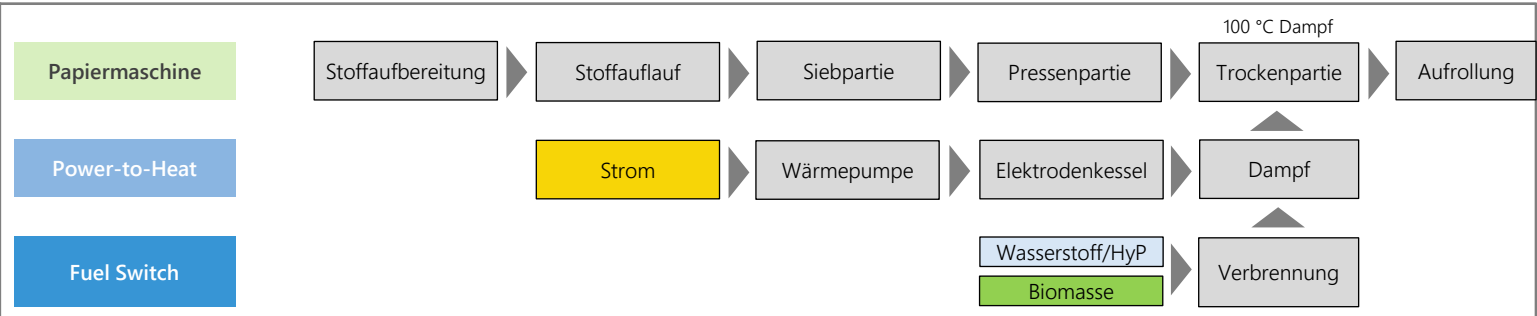 100 °C Dampf
Papiermaschine
Stoffaufbereitung
Stoffauflauf
Siebpartie
Pressenpartie
Trockenpartie
Aufrollung
Power-to-Heat
Strom
Wärmepumpe
Elektrodenkessel
Dampf
Fuel Switch
Wasserstoff/HyP
Biomasse
Verbrennung